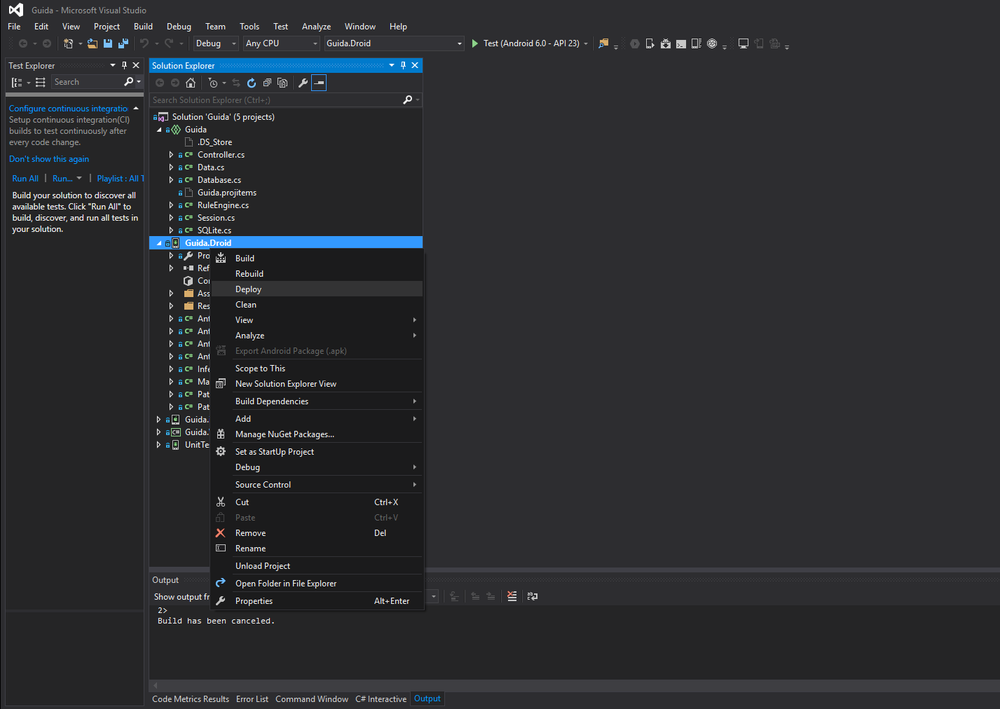 Guida - Microsoft Visual Studio
File Edit View Project Build Debug Team Tools Test Analyze Window Help
Debug Any CPU Guida.Droid Test (Android 6.0 - API 23)
Test Explorer
Search
Configure continuous integratio
Setup continuous integration(CI)
builds to test continuously after
every code change.
Don't show this again
Run All | Run... | Playlist : All T
Build your solution to discover all
available tests. Click "Run All" to
build, discover, and run all tests in
your solution.
Solution Explorer
Search Solution Explorer (Ctrl+;)
Solution 'Guida' (5 projects)
Guida
.DS_Store
C# Controller.cs
C# Data.cs
C# Database.cs
Guida.projitems
C# RuleEngine.cs
C# Session.cs
C# SQLite.cs
Guida.Droid
Pro
Ref
Co
Ass
Res
C# Ant
C# Ant
C# Ant
C# Ant
C# Infe
C# Ma
C# Pat
C# Pat
Guida.
C# Guida.
UnitTe
Build
Rebuild
Deploy
Clean
View
Analyze
Export Android Package (.apk)
Scope to This
New Solution Explorer View
Build Dependencies
Add
Manage NuGet Packages...
Set as StartUp Project
Debug
Source Control
Cut Ctrl+X
Paste Ctrl+V
Remove Del
Rename
Unload Project
Open Folder in File Explorer
Properties Alt+Enter
Output
Show output fr
2>
Build has been canceled.
Code Metrics Results Error List Command Window C# Interactive Output